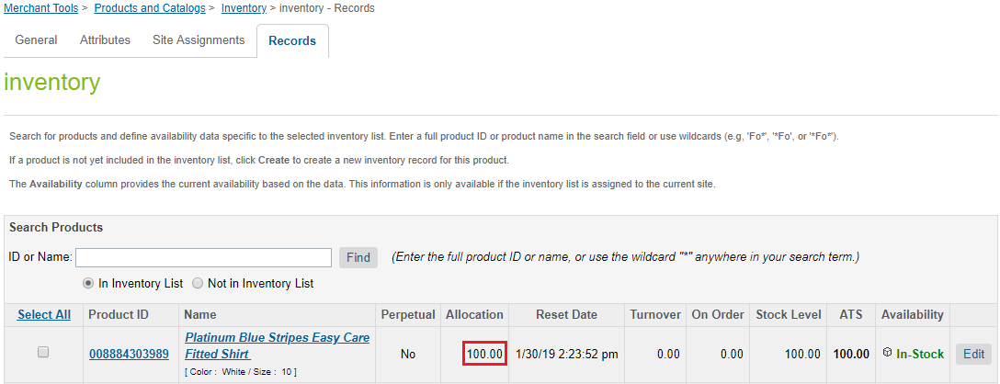 Merchant Tools > Products and Catalogs > Inventory > inventory - Records
General Attributes Site Assignments Records
inventory
Search for products and define availability data specific to the selected inventory list. Enter a full product ID or product name in the search field or use wildcards (e.g, 'Fo*', '*Fo', or '*Fo*').
If a product is not yet included in the inventory list, click Create to create a new inventory record for this product.
The Availability column provides the current availability based on the data. This information is only available if the inventory list is assigned to the current site.
Search Products
ID or Name: Find (Enter the full product ID or name, or use the wildcard "*" anywhere in your search term.)
In Inventory List Not in Inventory List
Select All Product ID Name Perpetual Allocation Reset Date Turnover On Order Stock Level ATS Availability
Platinum Blue Stripes Easy Care
008884303989 Fitted Shirt No 100.00 1/30/19 2:23:52 pm 0.00 0.00 100.00 100.00 In-Stock Edit
[ Color : White / Size : 10 ]